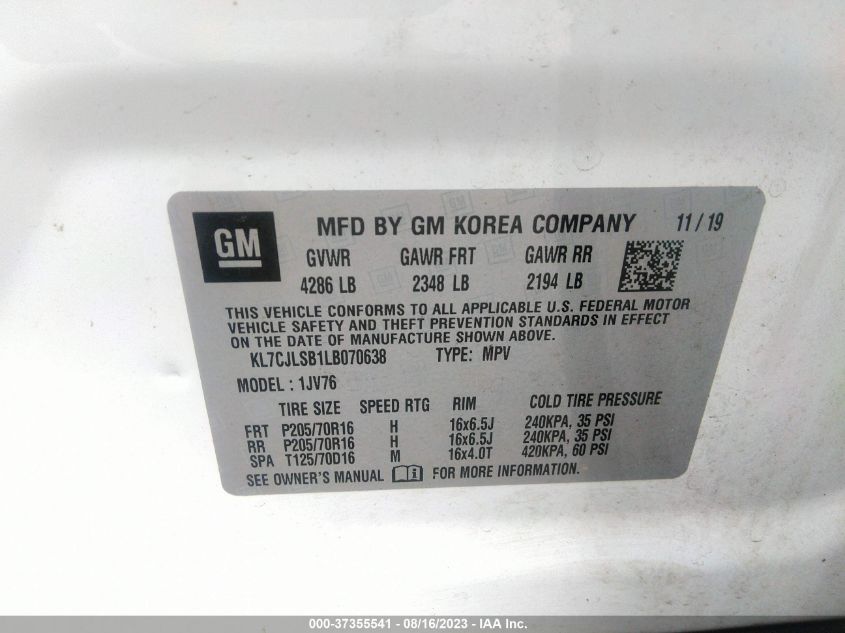 GM MFD BY GM KOREA COMPANY 11/19
GVWR GAWR FRT GAWR RR
4286 LB 2348 LB 2194 LB
THIS VEHICLE CONFORMS TO ALL APPLICABLE U.S. FEDERAL MOTOR
VEHICLE SAFETY AND THEFT PREVENTION STANDARDS IN EFFECT
ON THE DATE OF MANUFACTURE SHOWN ABOVE.
KL7CJLSB1LB070638 TYPE: MPV
MODEL : 1JV76
TIRE SIZE SPEED RTG RIM COLD TIRE PRESSURE
FRT P205/70R16 H 16x6.5J 240KPA, 35 PSI
RR P205/70R16 H 16x6.5J 240KPA, 35 PSI
SPA T125/70D16 M 16x4.0T 420KPA, 60 PSI
SEE OWNER'S MANUAL FOR MORE INFORMATION.
000-37355541 - 08/16/2023 - IAA Inc.